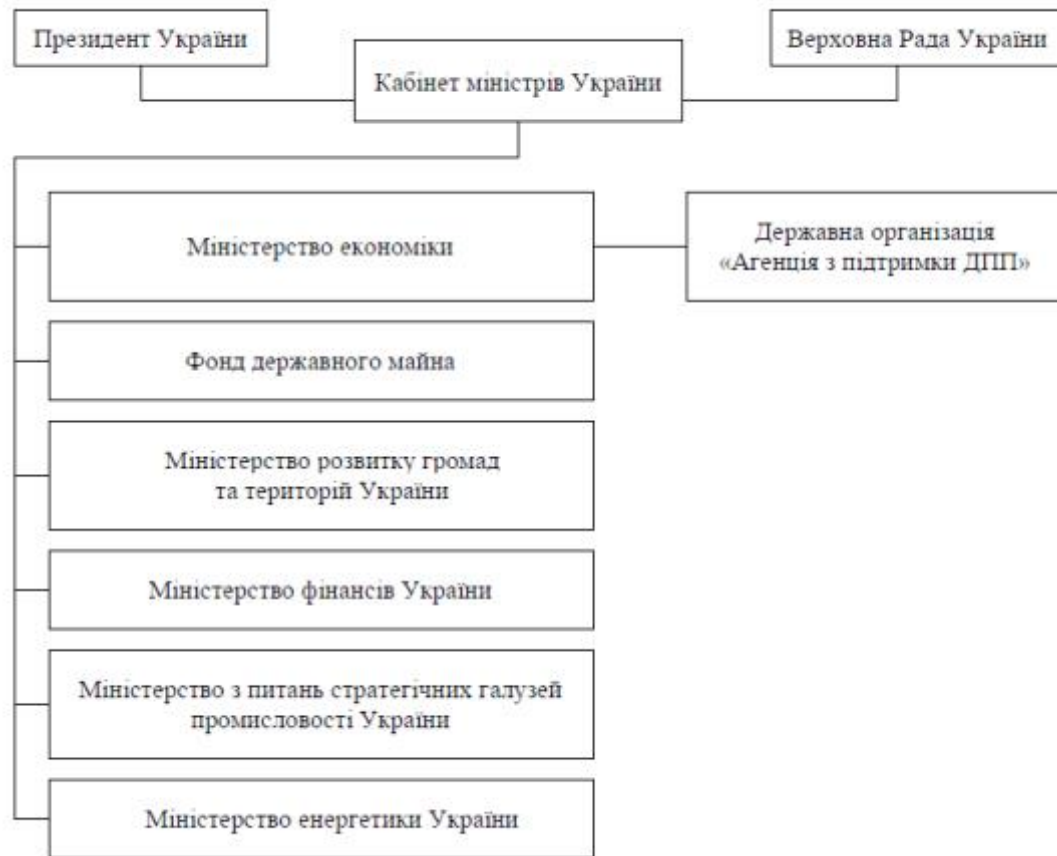 Президент України
Верховна Рада України
Кабінет міністрів України
Міністерство економіки
Державна організація
«Агенція з підтримки ДПП»
Фонд державного майна
Міністерство розвитку громад
та територій України
Міністерство фінансів України
Міністерство з питань стратегічних галузей
промисловості України
Міністерство енергетики України